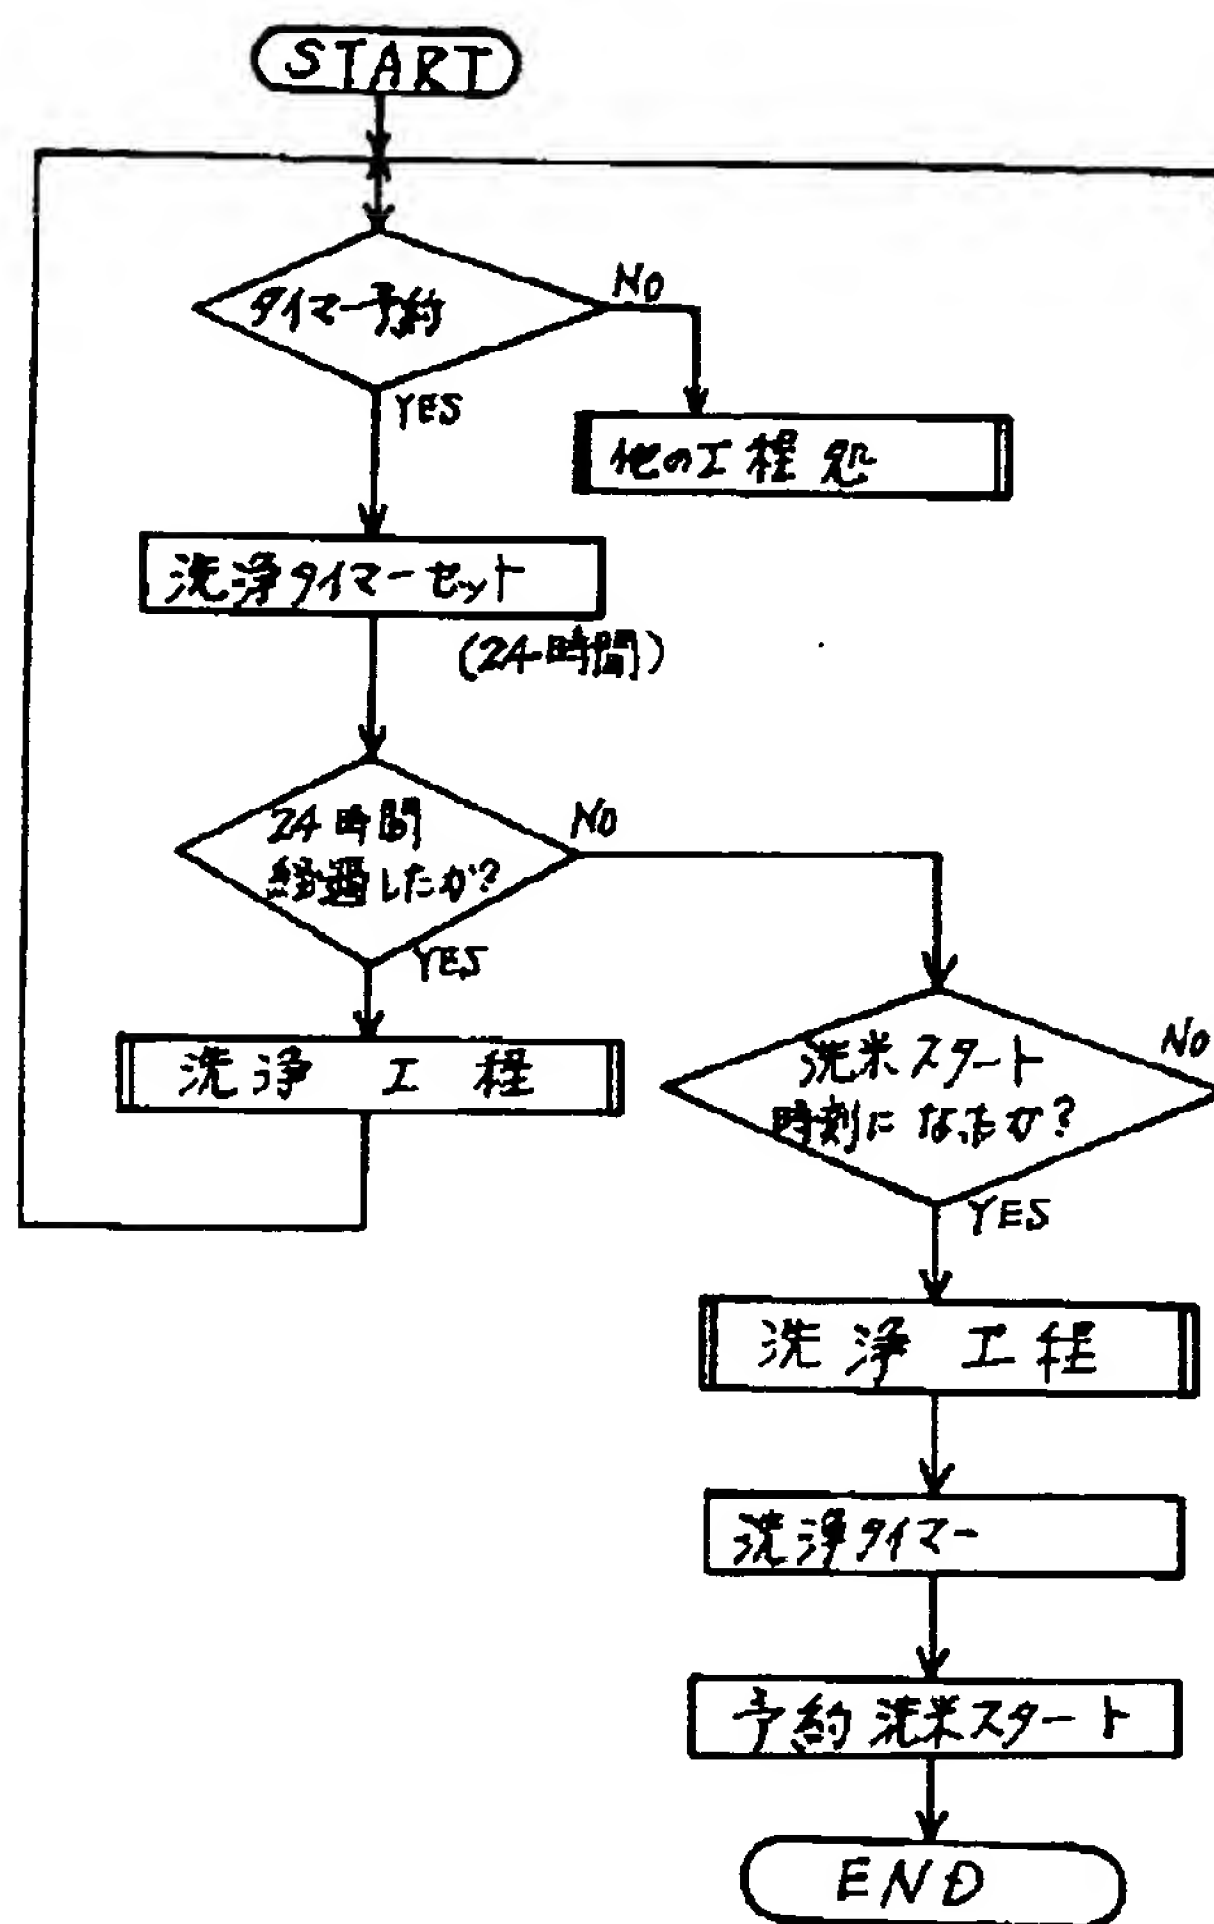 START
タイマー予約
NO
YES
他の工程処
洗浄タイマーセット
(24時間)
24時間
経過したか?
NO
YES
洗浄工程
洗米スタート
時刻になったか?
NO
YES
洗浄工程
洗浄タイマー
予約洗米スタート
END